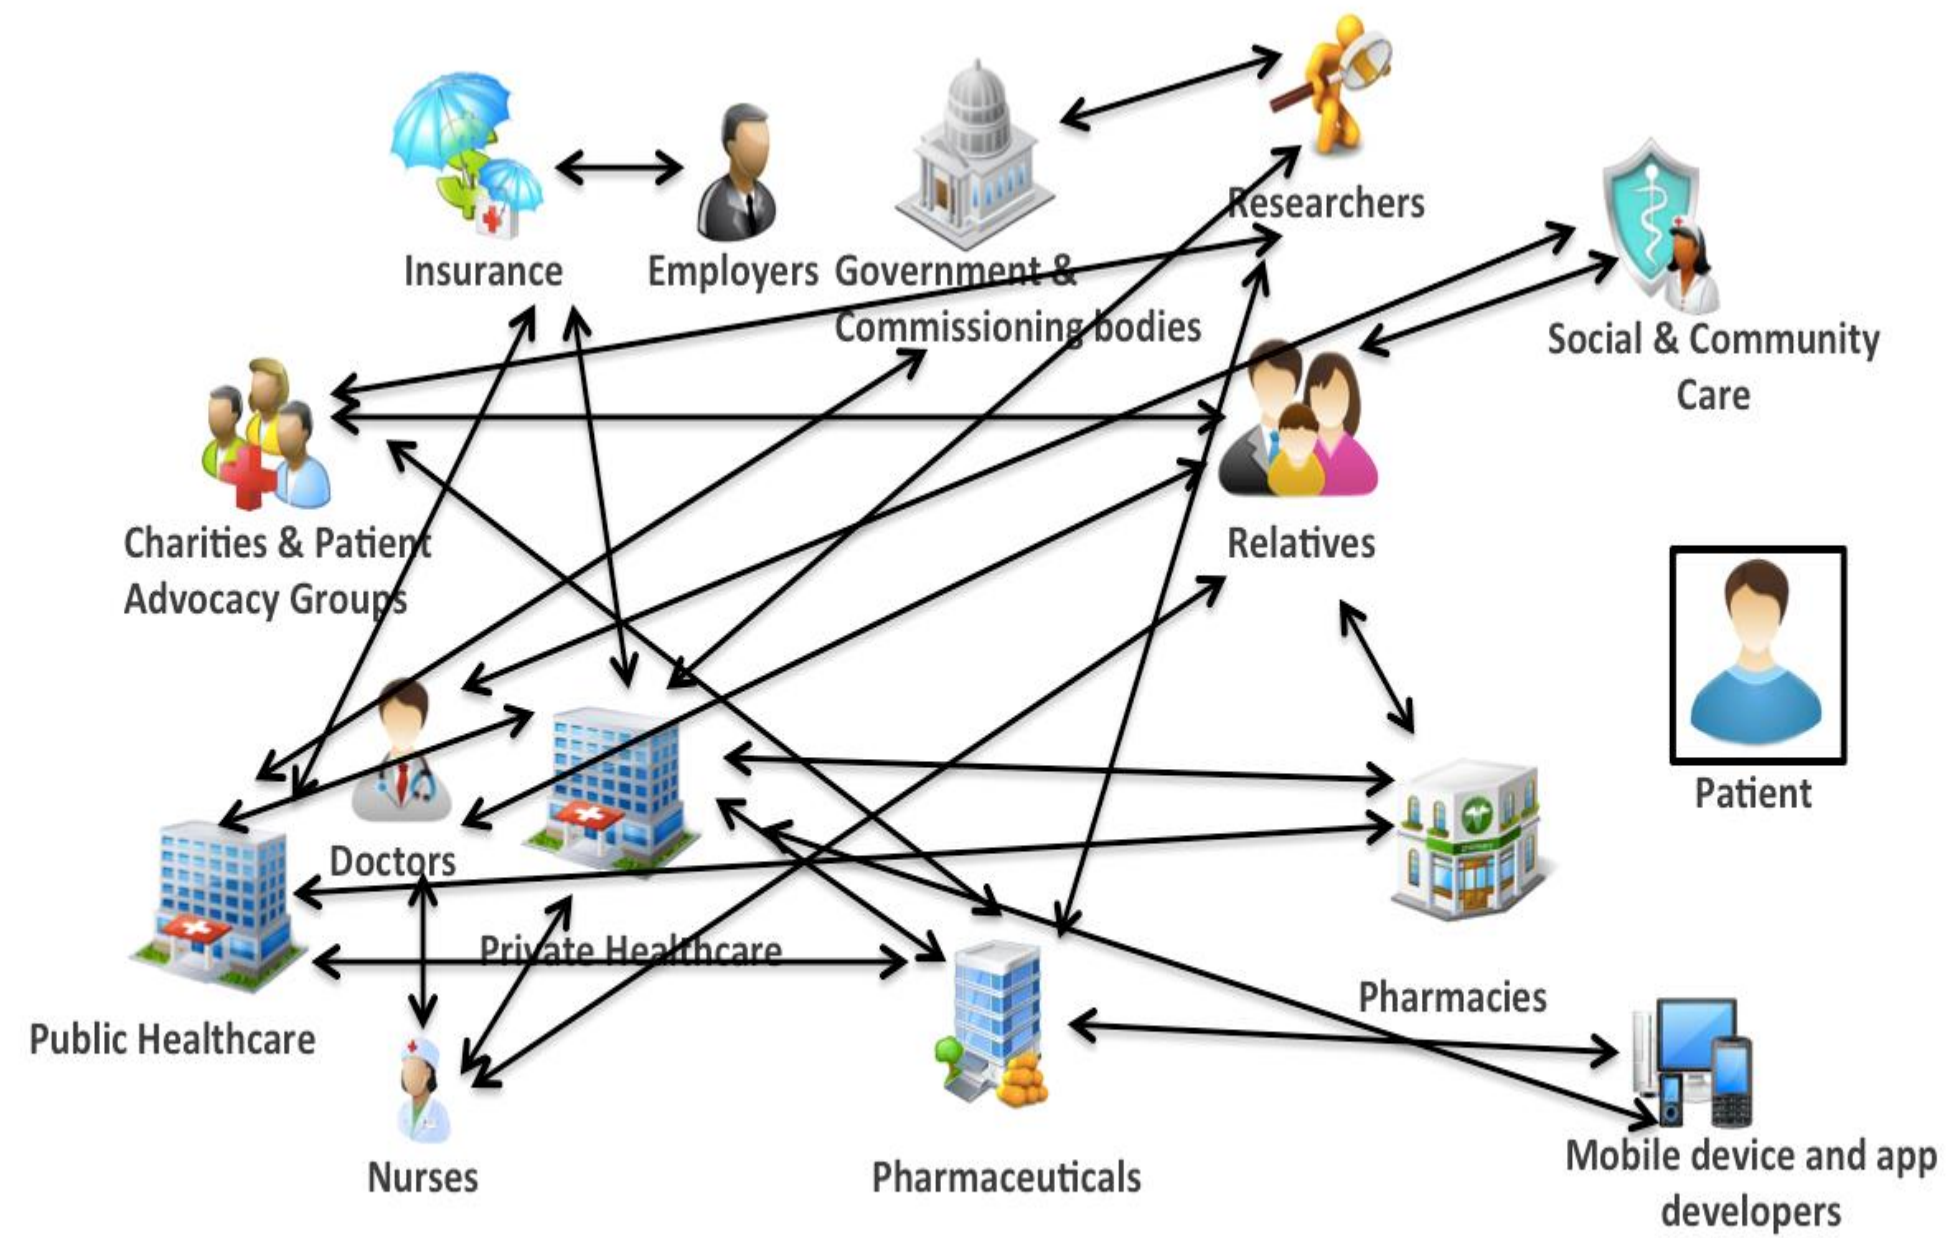 Researchers
Insurance
Employers
Government &
Commissioning bodies
Social & Community
Care
Charities & Patient
Advocacy Groups
Relatives
Patient
Doctors
Private Healthcare
Public Healthcare
Pharmacies
Nurses
Pharmaceuticals
Mobile device and app
developers